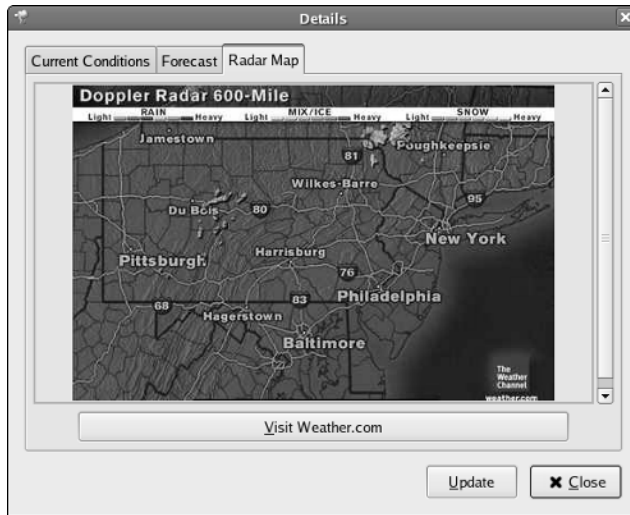 Details
Current Conditions Forecast Radar Map
Doppler Radar 600-Mile
RAIN MIX/ICE SNOW
Light Heavy Light Heavy Light Heavy
Jamestown
Poughkeepsie
81
Wilkes-Barre
95
Du Bois
80
New York
Harrisburg
Pittsburgh
76
Philadelphia
68
83
Hagerstown
Baltimore
The
Weather
Channel
weather.com
Visit Weather.com
Update
Close